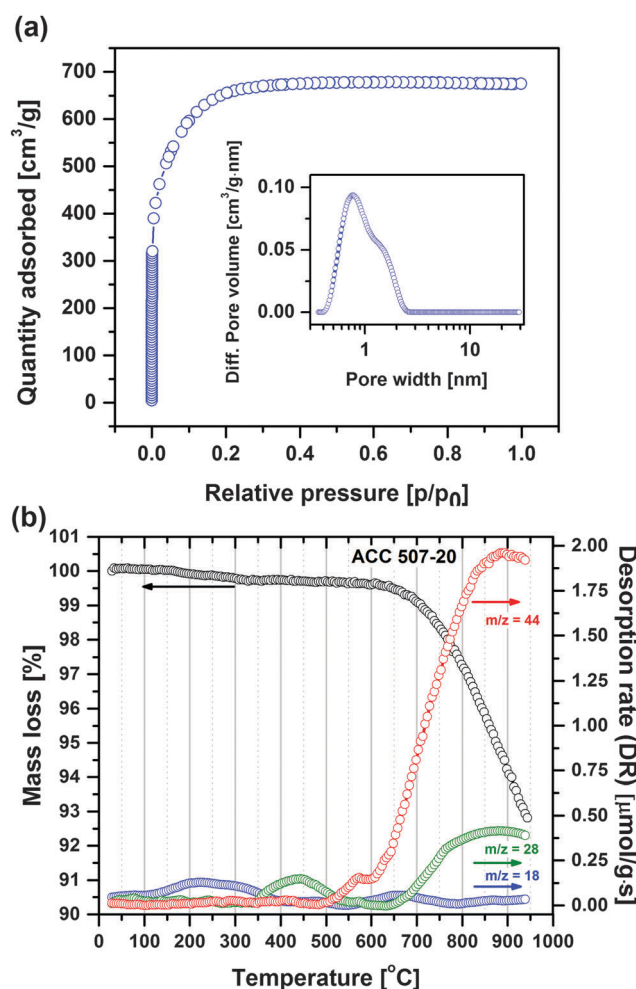 (a)
Quantity adsorbed [cm³/g]
700
600
500
400
300
200
100
0
0.0 0.2 0.4 0.6 0.8 1.0
Relative pressure [p/p₀]
Diff. Pore volume [cm³/g·nm]
0.10
0.05
0.00
1 10
Pore width [nm]
(b)
Mass loss [%]
101
100
99
98
97
96
95
94
93
92
91
90
ACC 507-20
m/z = 44
m/z = 28
m/z = 18
2.00
1.75
1.50
1.25
1.00
0.75
0.50
0.25
0.00
Desorption rate (DR) [μmol/g·s]
0 100 200 300 400 500 600 700 800 900 1000
Temperature [°C]